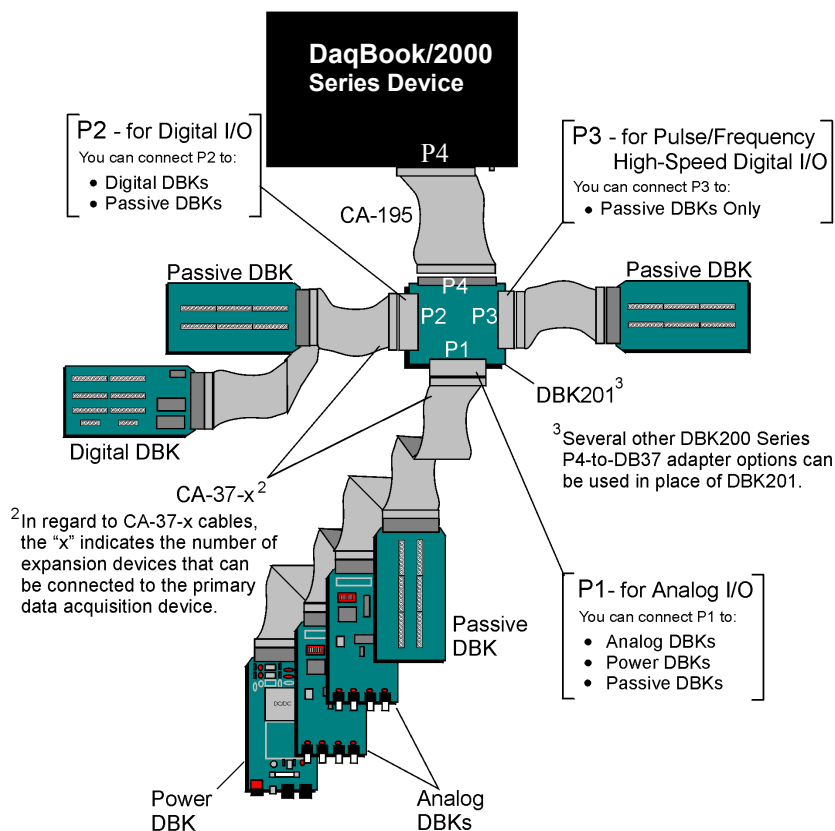 DaqBook/2000
Series Device
P4
P2 - for Digital I/O
You can connect P2 to:
• Digital DBKs
• Passive DBKs
P3 - for Pulse/Frequency
High-Speed Digital I/O
You can connect P3 to:
• Passive DBKs Only
CA-195
Passive DBK
Passive DBK
P4
P2
P3
P1
DBK201³
Digital DBK
³Several other DBK200 Series
P4-to-DB37 adapter options can
be used in place of DBK201.
CA-37-x²
²In regard to CA-37-x cables,
the “x” indicates the number of
expansion devices that can
be connected to the primary
data acquisition device.
Passive
DBK
P1- for Analog I/O
You can connect P1 to:
• Analog DBKs
• Power DBKs
• Passive DBKs
DC/DC
Power
DBK
Analog
DBKs